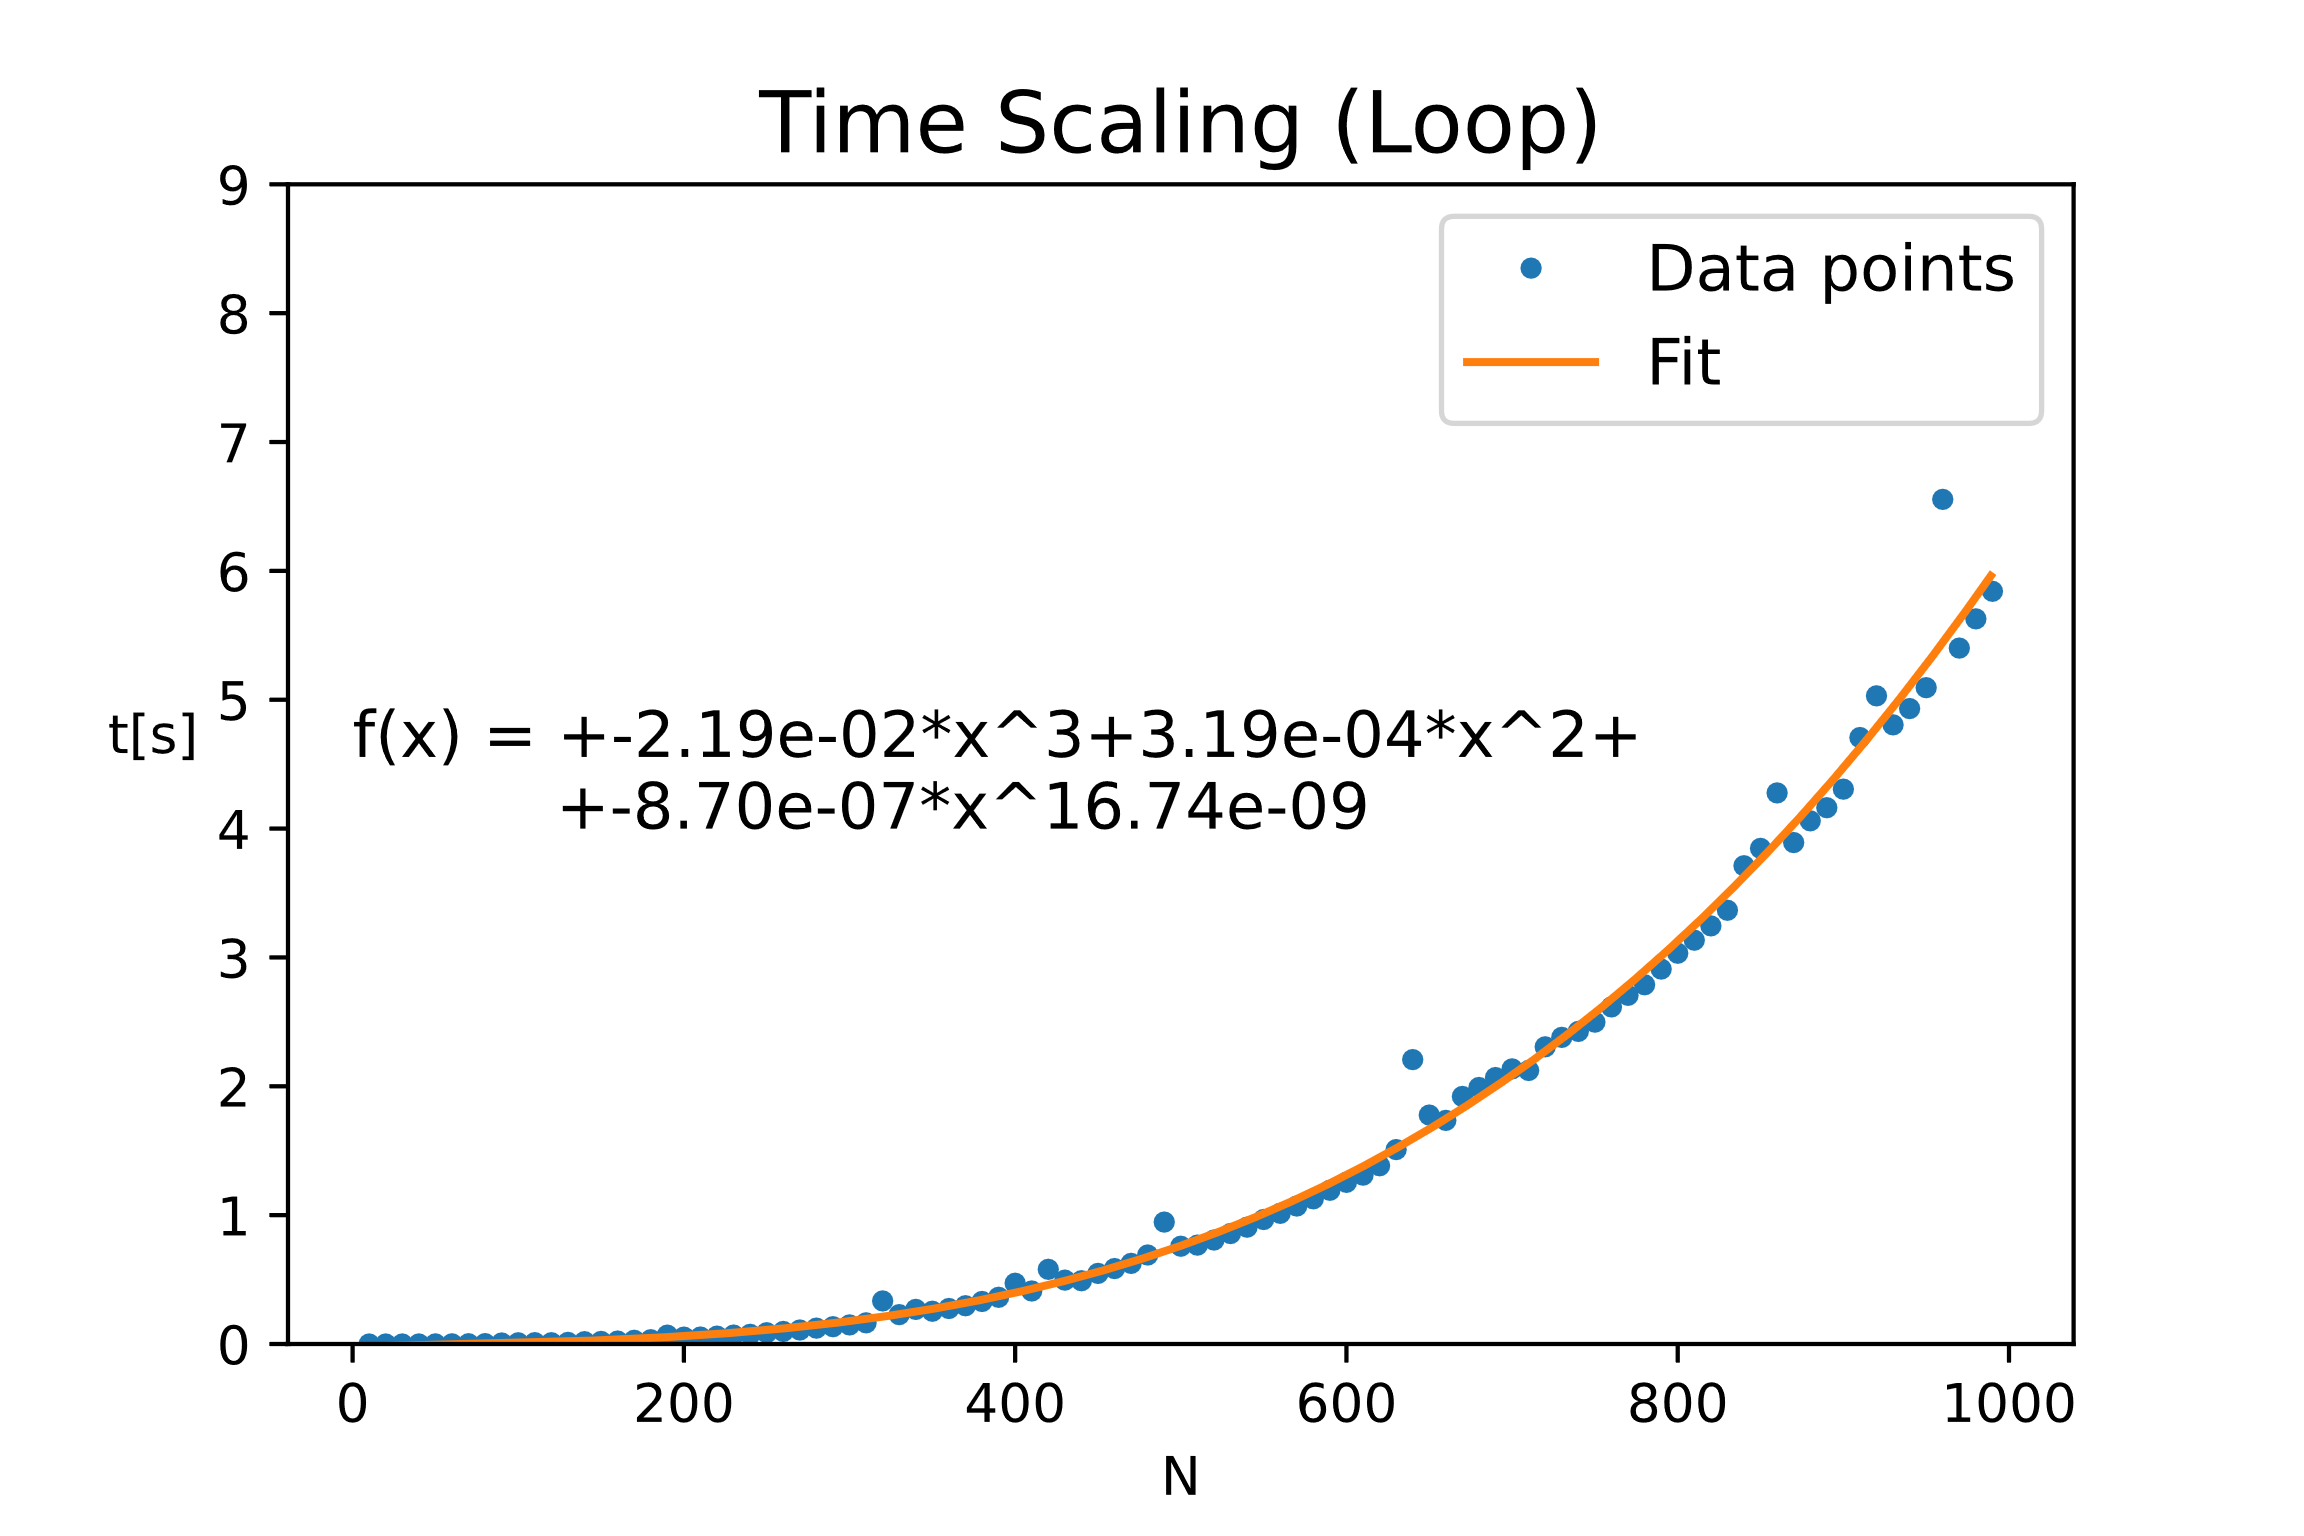 Time Scaling (Loop)
9
8
7
6
5
4
3
2
1
0
t[s]
Data points
Fit
f(x) = +-2.19e-02*x^3+3.19e-04*x^2+
+-8.70e-07*x^16.74e-09
0 200 400 600 800 1000
N